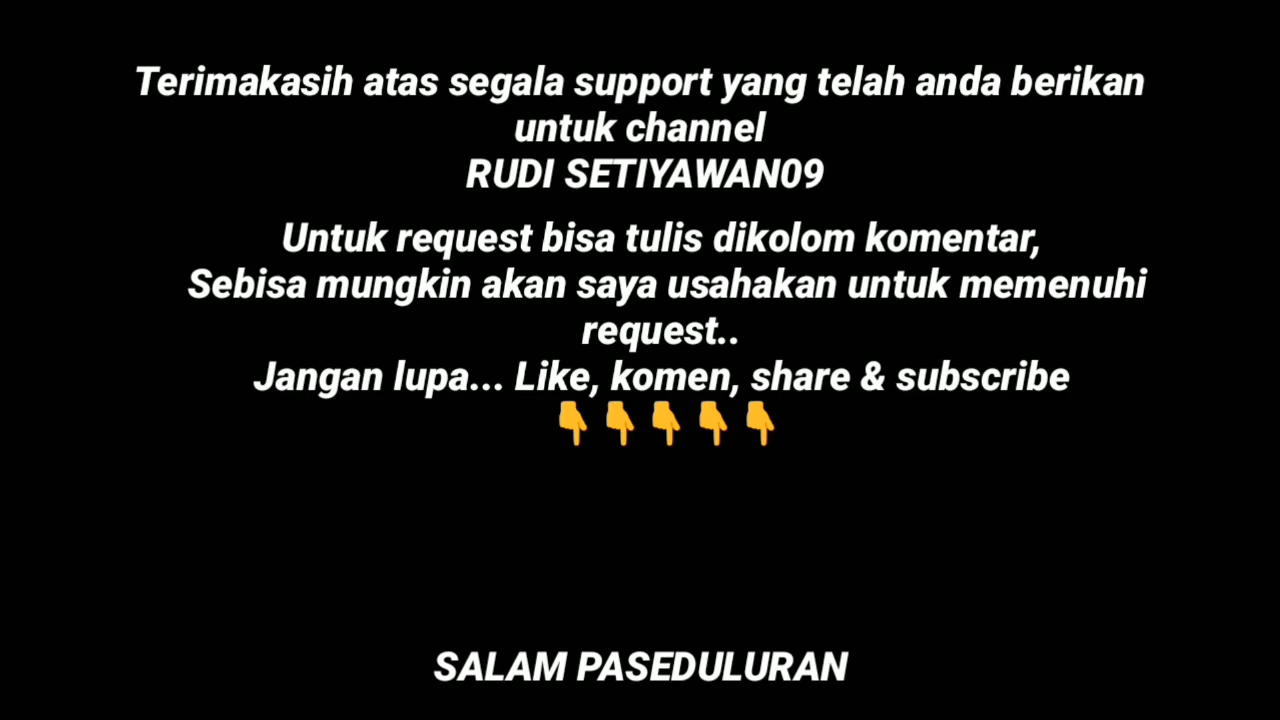 Terimakasih atas segala support yang telah anda berikan
untuk channel
RUDI SETIYAWAN09
Untuk request bisa tulis dikolom komentar,
Sebisa mungkin akan saya usahakan untuk memenuhi
request..
Jangan lupa... Like, komen, share & subscribe
👇👇👇👇👇
SALAM PASEDULURAN